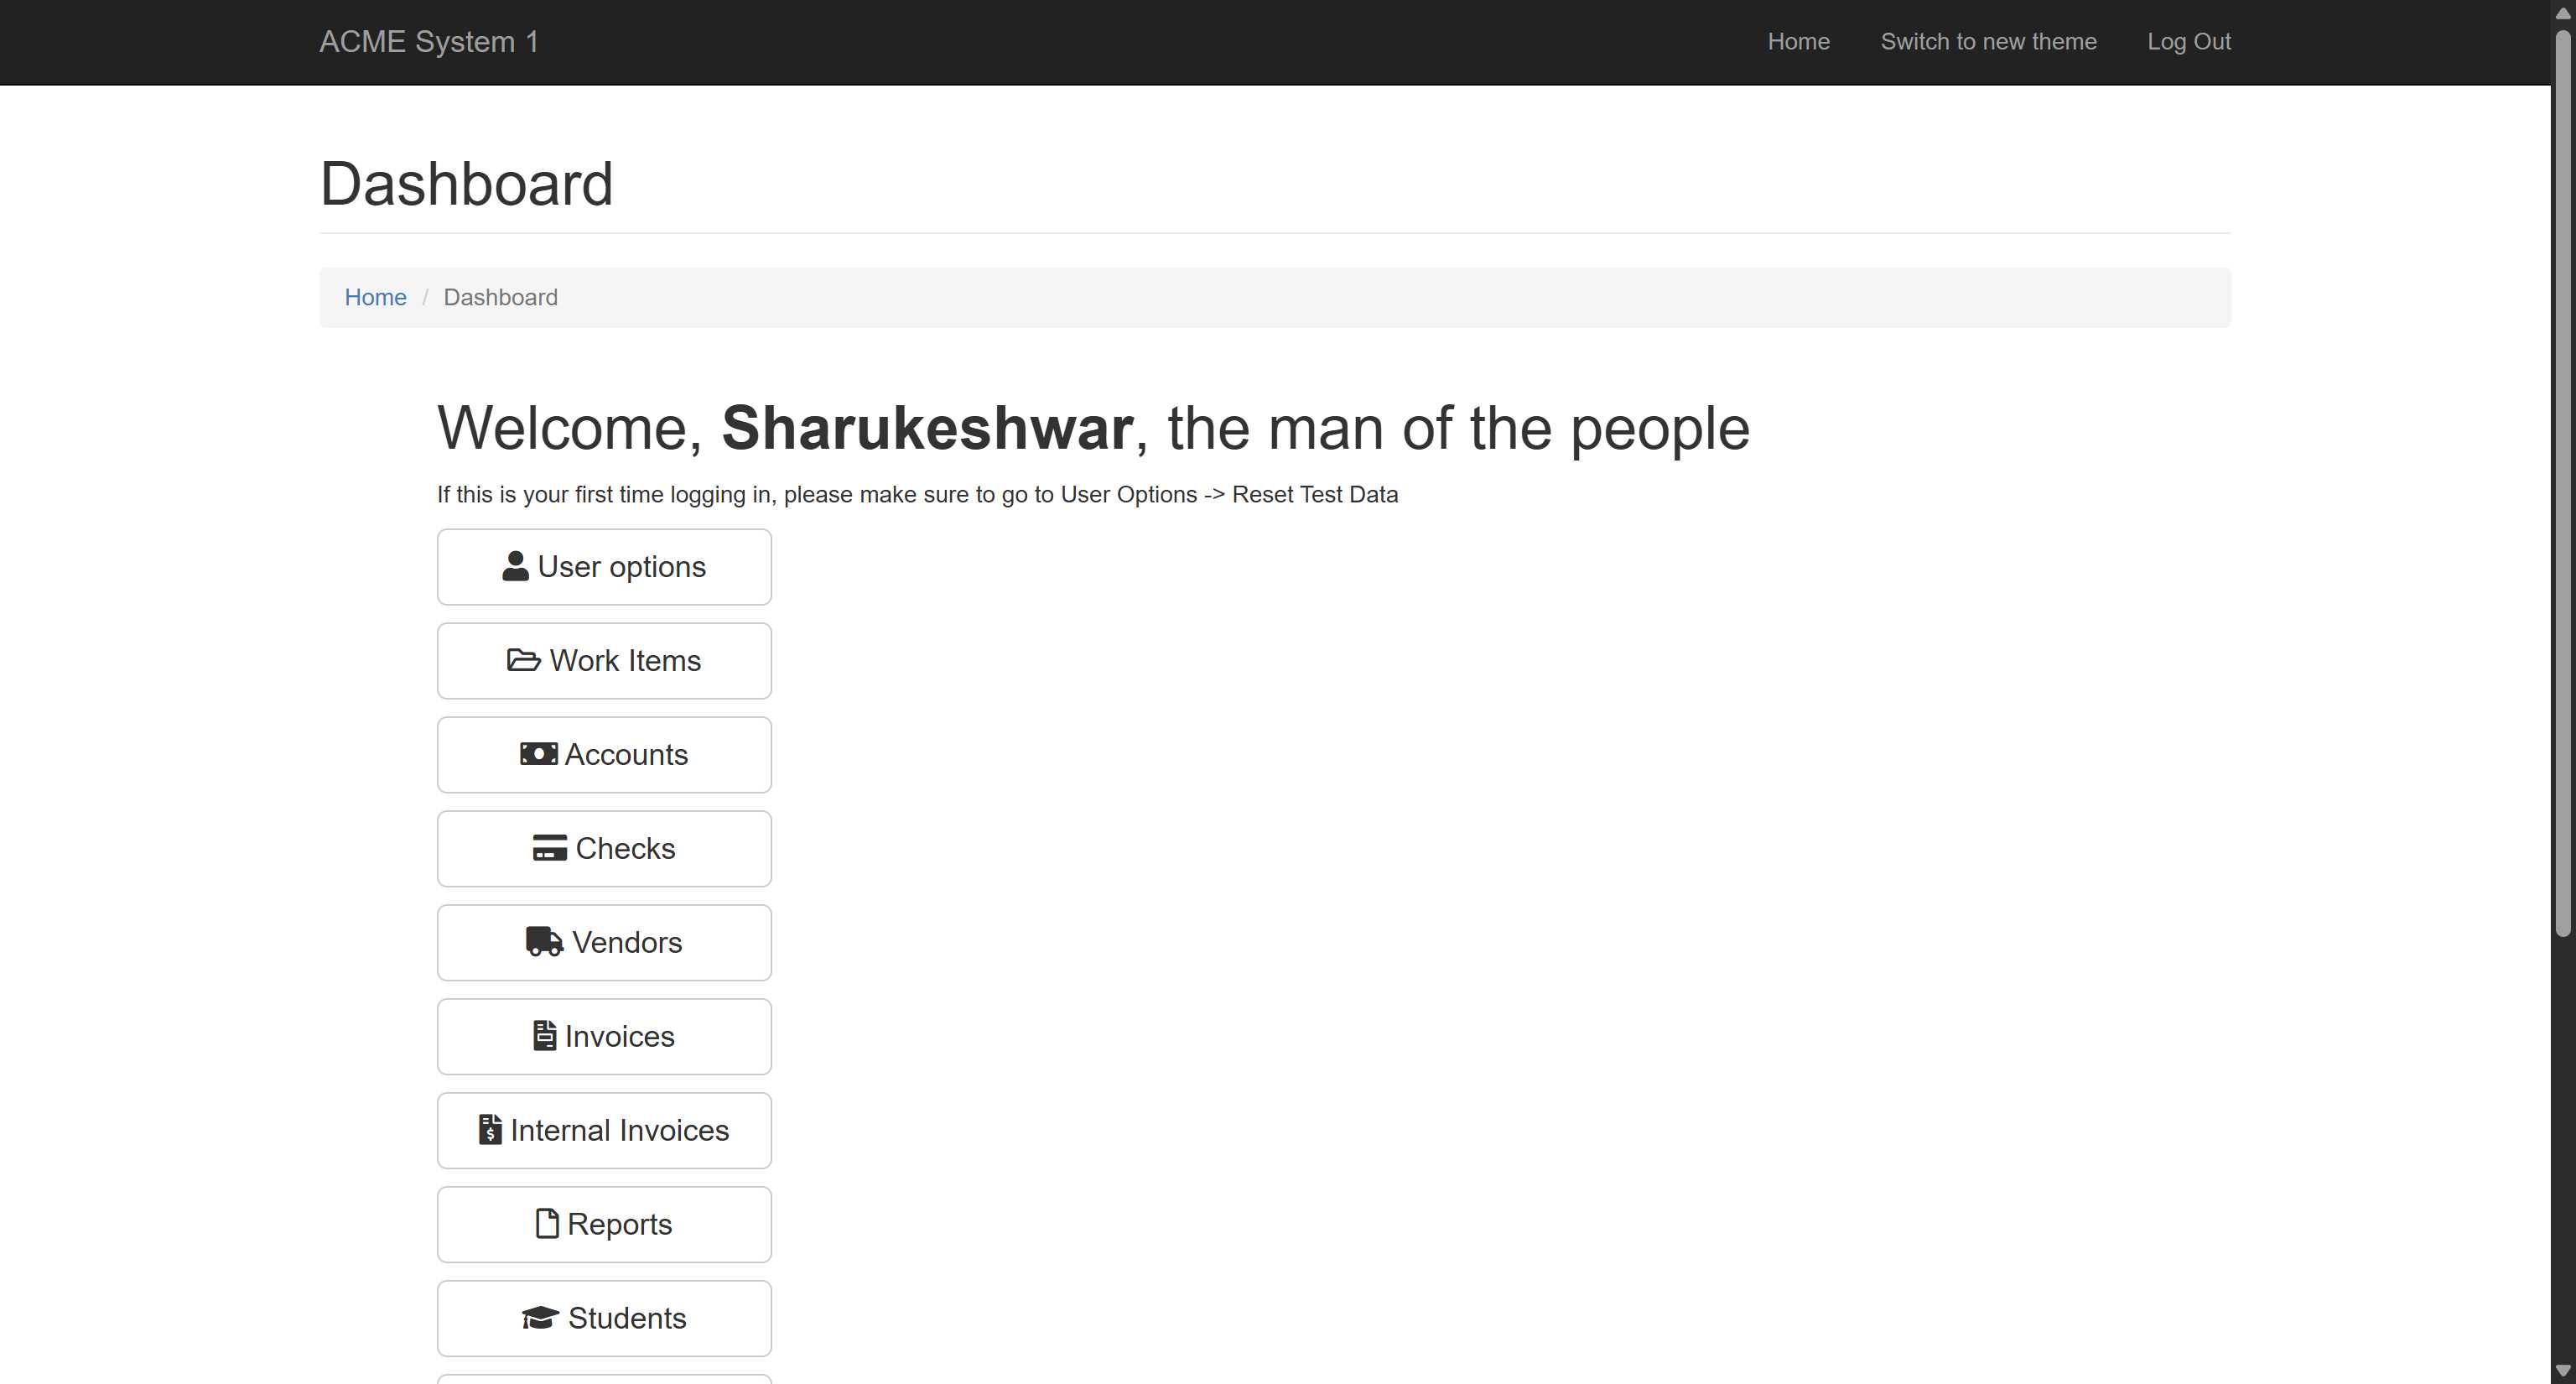 ACME System 1
Home
Switch to new theme
Log Out
Dashboard
Home / Dashboard
Welcome, Sharukeshwar, the man of the people
If this is your first time logging in, please make sure to go to User Options -> Reset Test Data
User options
Work Items
Accounts
Checks
Vendors
Invoices
Internal Invoices
Reports
Students